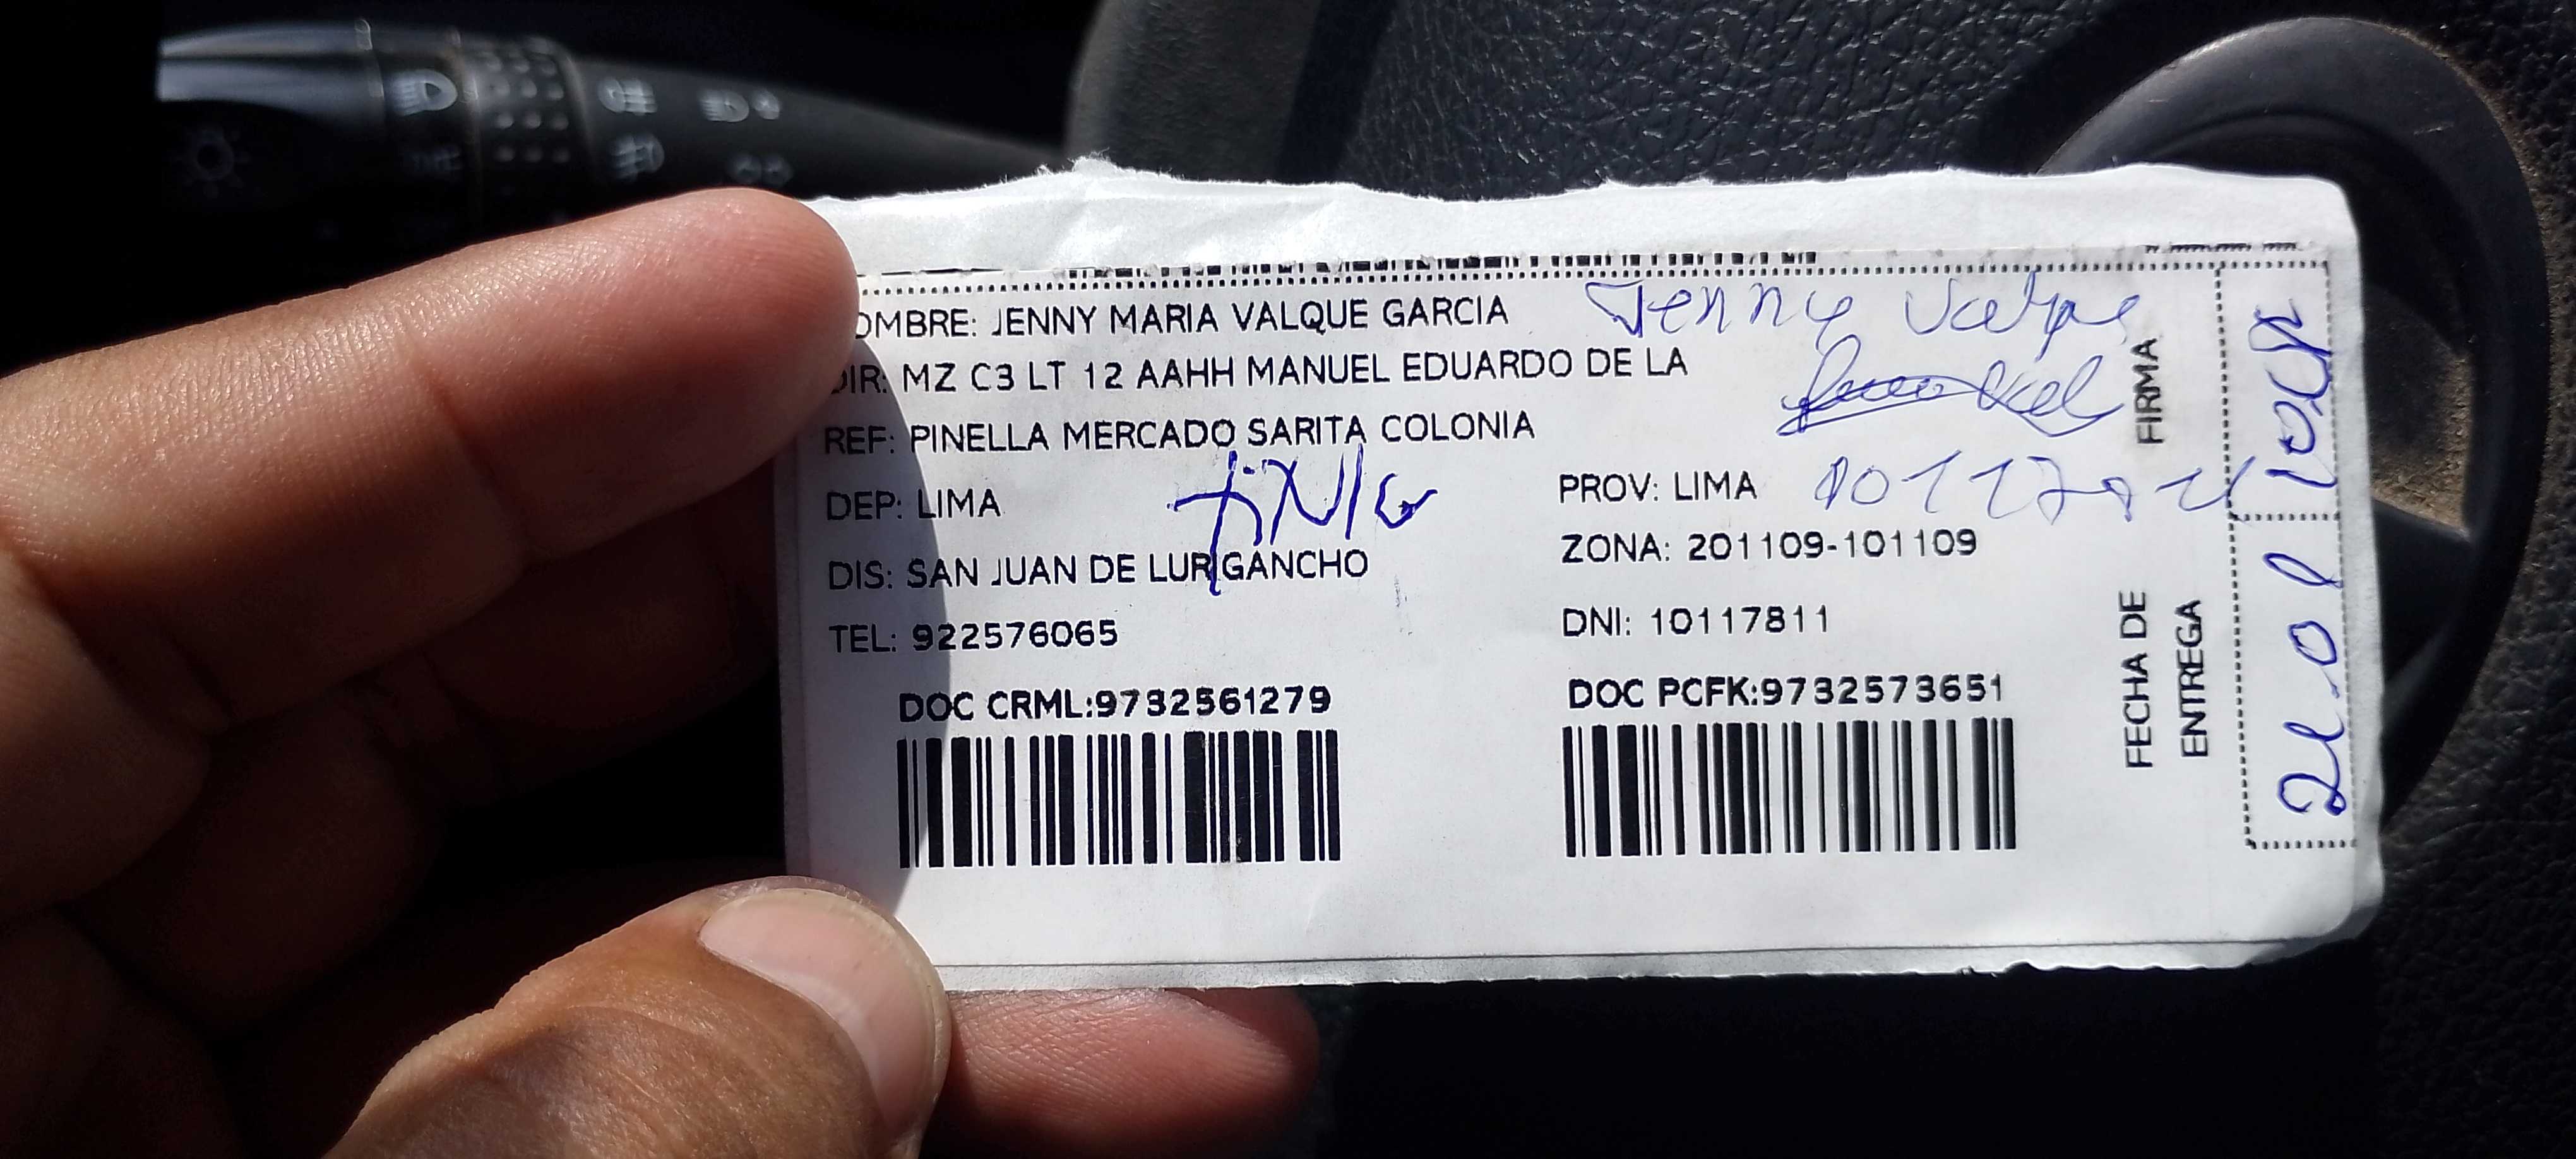 OMBRE: JENNY MARIA VALQUE GARCIA
Jenny Valque
DIR: MZ C3 LT 12 AAHH MANUEL EDUARDO DE LA
REF: PINELLA MERCADO SARITA COLONIA
DEP: LIMA
PROV: LIMA
DIS: SAN JUAN DE LURIGANCHO
ZONA: 201109-101109
TEL: 922576065
DNI: 10117811
DOC CRML:9732561279
DOC PCFK:9732573651
FIRMA
FECHA DE
ENTREGA